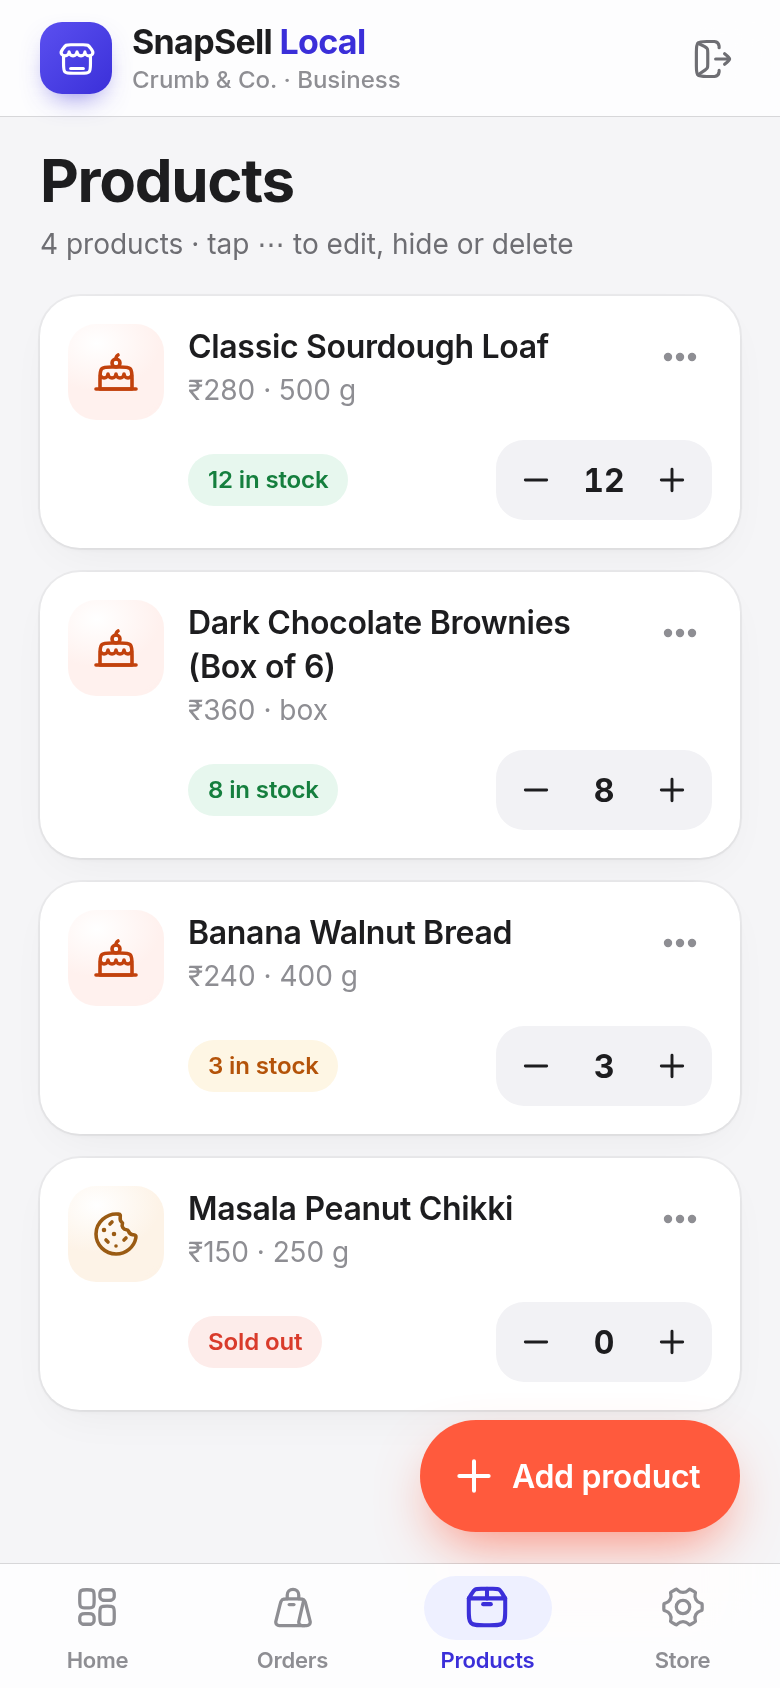 SnapSell Local
Crumb & Co. · Business
Products
4 products · tap ··· to edit, hide or delete
Classic Sourdough Loaf
₹280 · 500 g
12 in stock
12
Dark Chocolate Brownies
(Box of 6)
₹360 · box
8 in stock
8
Banana Walnut Bread
₹240 · 400 g
3 in stock
3
Masala Peanut Chikki
₹150 · 250 g
Sold out
0
Add product
Home
Orders
Products
Store